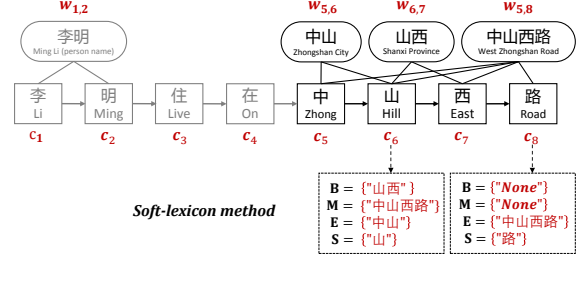 w1,2 w5,6 w6,7 w5,8
李明 中山 山西 中山西路
Ming Li (person name) Zhongshan City Shanxi Province West Zhongshan Road
李 明 住 在 中 山 西 路
Li Ming Live On Zhong Hill East Road
c1 c2 c3 c4 c5 c6 c7 c8
Soft-lexicon method
B = {"山西" }
M = {"中山西路"}
E = {"中山"}
S = {"山"}
B = {"None"}
M = {"None"}
E = {"中山西路"}
S = {"路"}